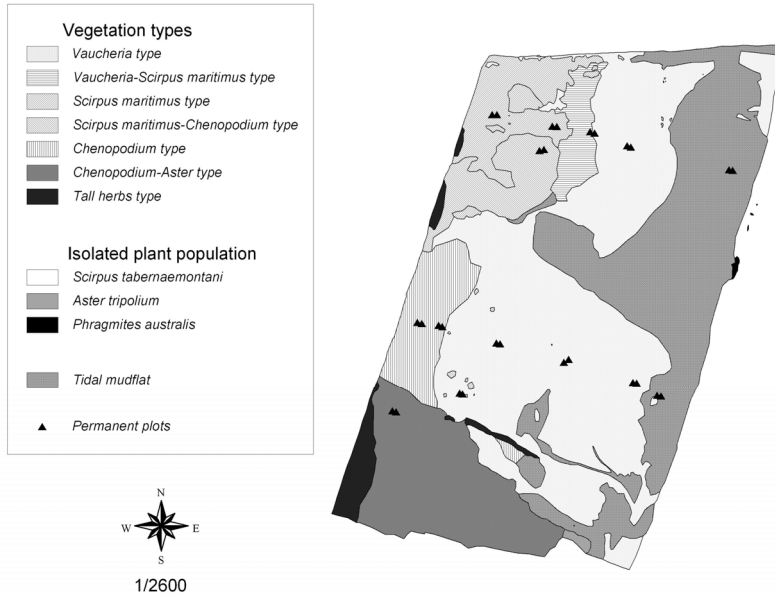 Vegetation types
Vaucheria type
Vaucheria-Scirpus maritimus type
Scirpus maritimus type
Scirpus maritimus-Chenopodium type
Chenopodium type
Chenopodium-Aster type
Tall herbs type
Isolated plant population
Scirpus tabernaemontani
Aster tripolium
Phragmites australis
Tidal mudflat
Permanent plots
N
W E
S
1/2600